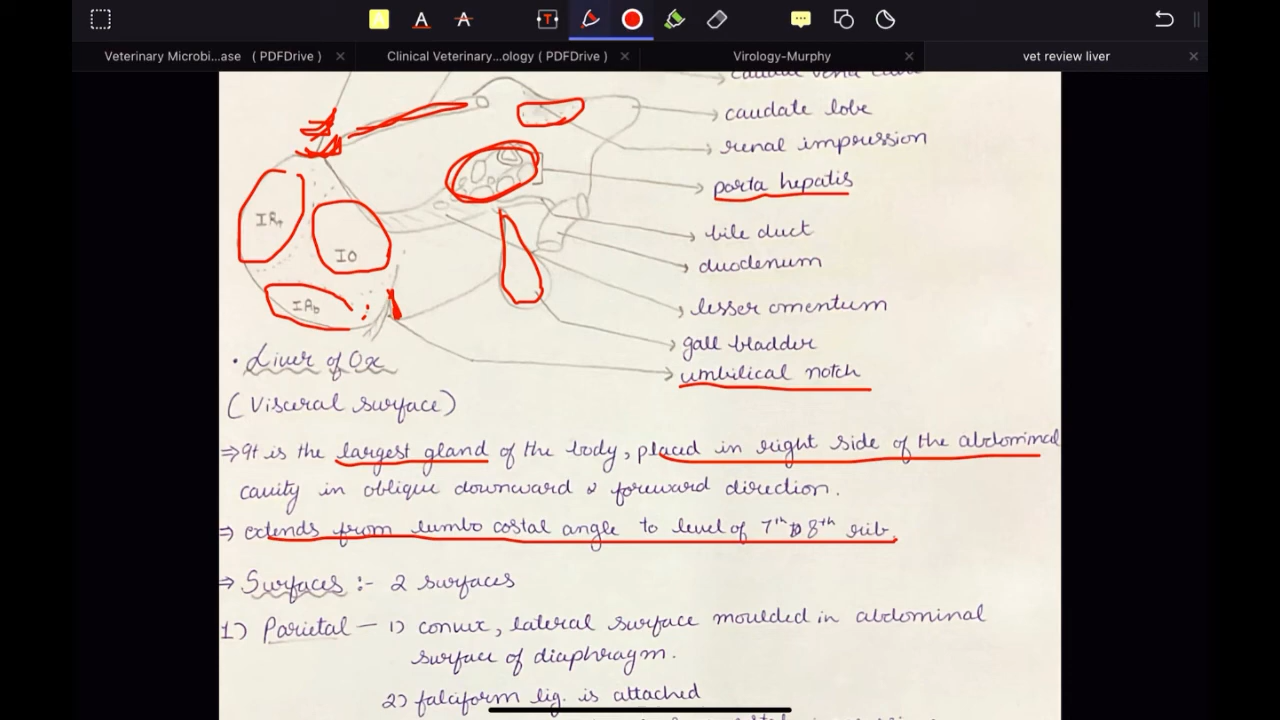 A A A T
Veterinary Microbi...ase ( PDFDrive )
Clinical Veterinary...ology ( PDFDrive )
Virology-Murphy
vet review liver
caudal vena cava
caudate lobe
renal impression
porta hepatis
bile duct
duodenum
lesser omentum
gall bladder
umbilical notch
IO
• Liver of Ox
(Visceral surface)
⇒ It is the largest gland of the body, placed in right side of the abdominal
cavity in oblique downward & foreward direction.
⇒ extends from lumbo costal angle to level of 7th to 8th rib.
⇒ Surfaces :- 2 surfaces
1) Parietal — 1) convex, lateral surface moulded in abdominal
surface of diaphragm.
2) falciform lig. is attached